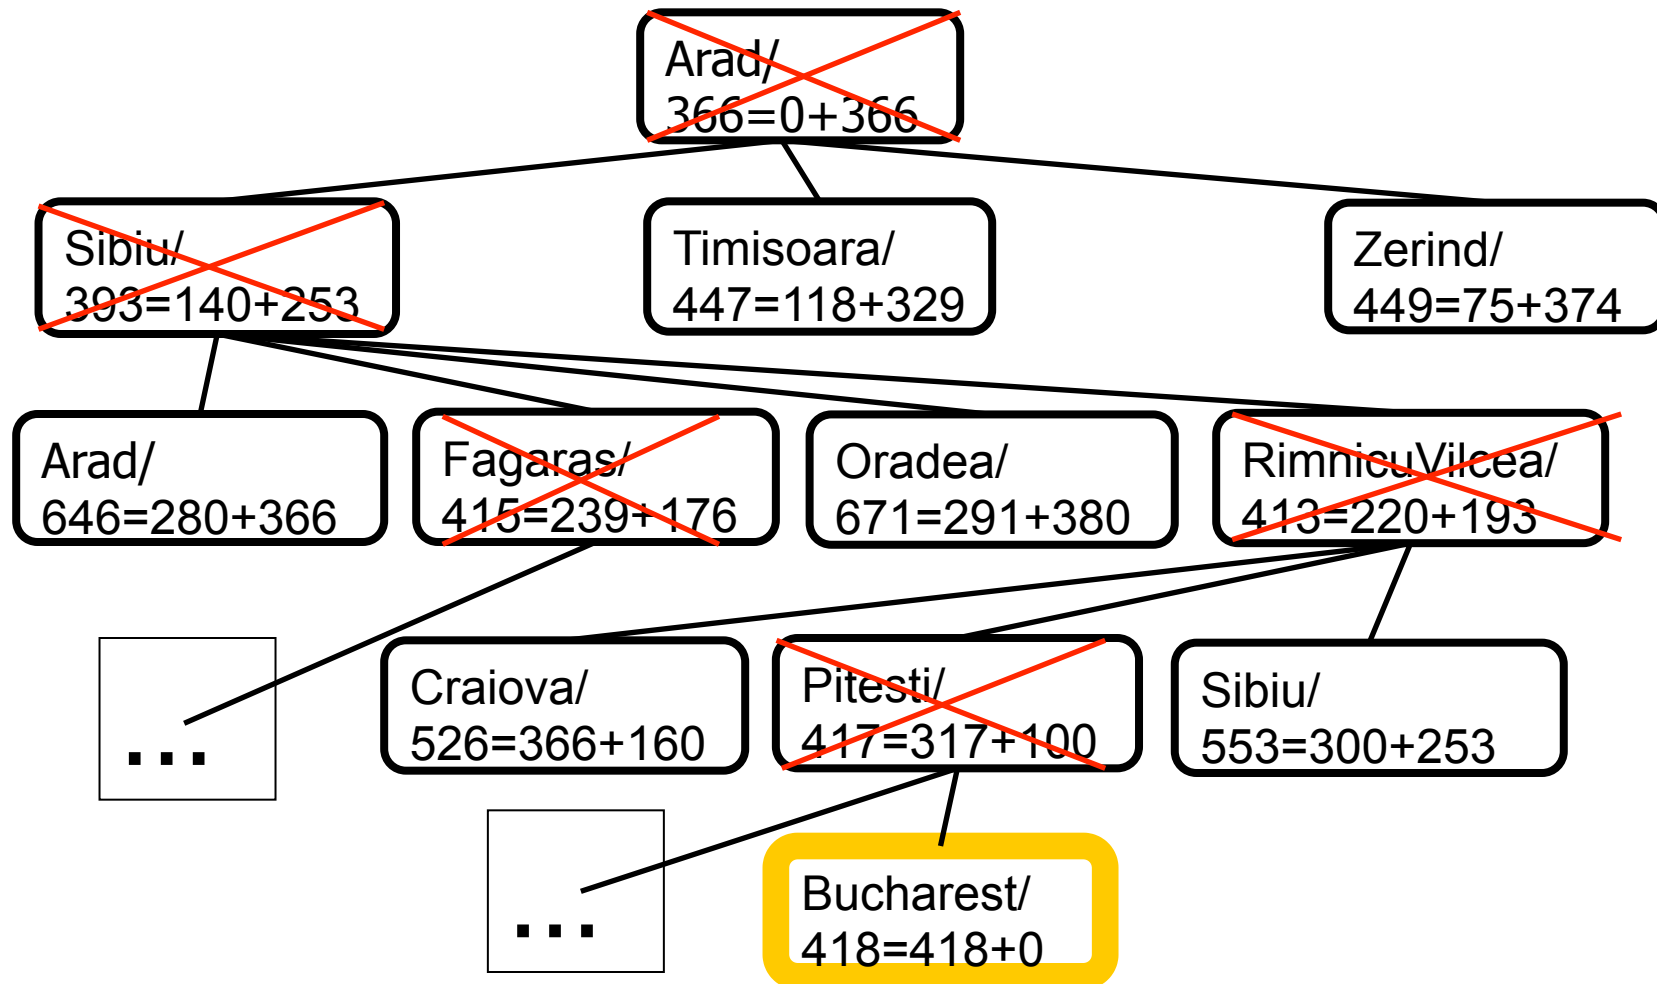 Arad/
366=0+366
Sibiu/
393=140+253
Timisoara/
447=118+329
Zerind/
449=75+374
Arad/
646=280+366
Fagaras/
415=239+176
Oradea/
671=291+380
RimnicuVilcea/
413=220+193
...
Craiova/
526=366+160
Pitesti/
417=317+100
Sibiu/
553=300+253
...
Bucharest/
418=418+0